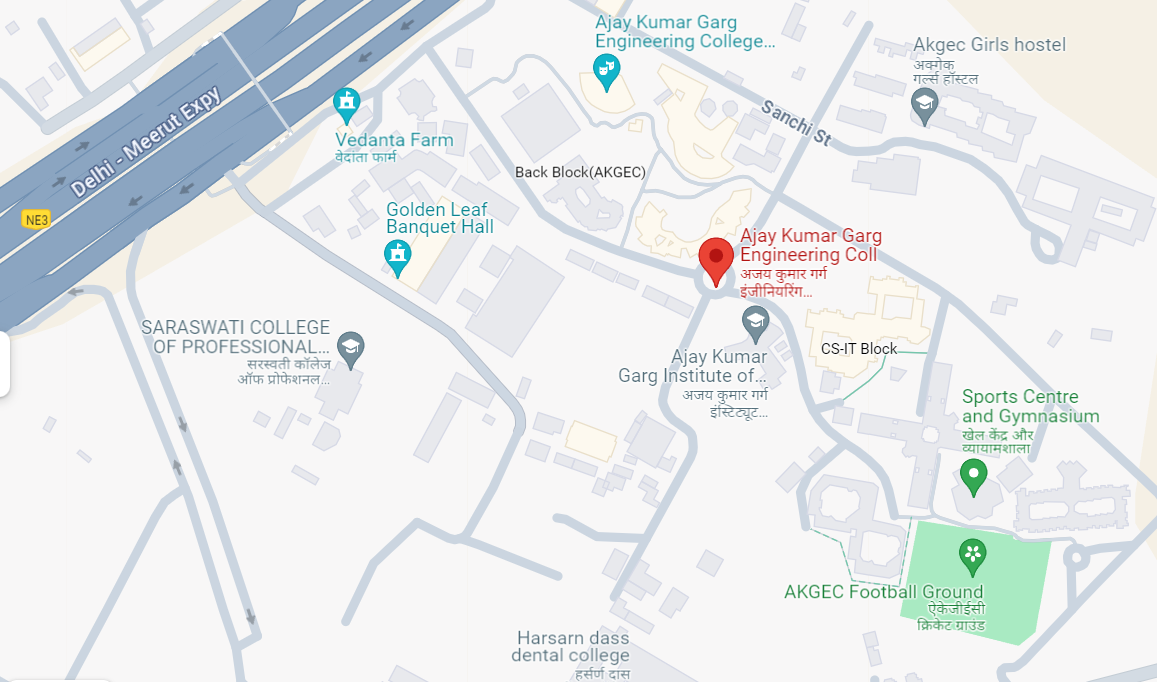 Ajay Kumar Garg
Engineering College...
Akgec Girls hostel
अक्गेक
गर्ल्स हॉस्टल
Sanchi St
Delhi - Meerut Expy
NE3
Vedanta Farm
वेदांता फार्म
Back Block(AKGEC)
Golden Leaf
Banquet Hall
Ajay Kumar Garg
Engineering Coll
अजय कुमार गर्ग
इंजीनियरिंग...
SARASWATI COLLEGE
OF PROFESSIONAL...
सरस्वती कॉलेज
ऑफ प्रोफेशनल...
Ajay Kumar
Garg Institute of...
अजय कुमार गर्ग
इंस्टिट्यूट...
CS-IT Block
Sports Centre
and Gymnasium
खेल केंद्र और
व्यायामशाला
AKGEC Football Ground
ऐकेजीईसी
क्रिकेट ग्राउंड
Harsarn dass
dental college
हर्सर्ण दास